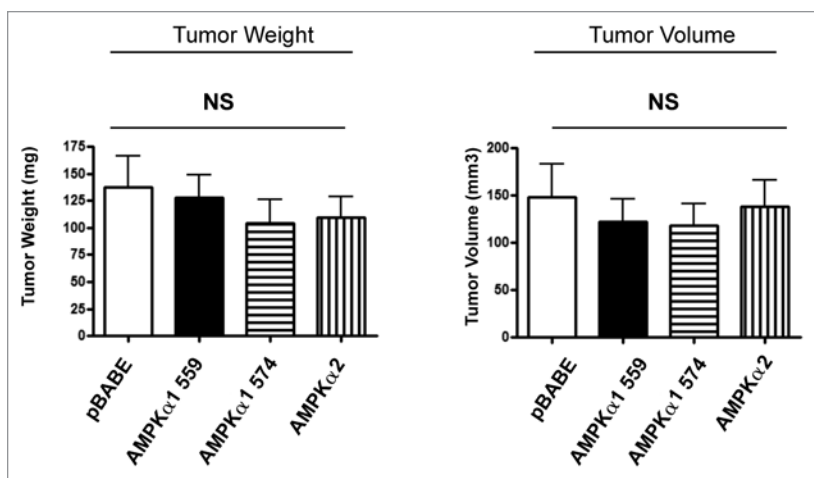 Tumor Weight
NS
Tumor Weight (mg)
175
150
125
100
75
50
25
0
pBABE
AMPKα1 559
AMPKα1 574
AMPKα2
Tumor Volume
NS
Tumor Volume (mm3)
200
150
100
50
0
pBABE
AMPKα1 559
AMPKα1 574
AMPKα2